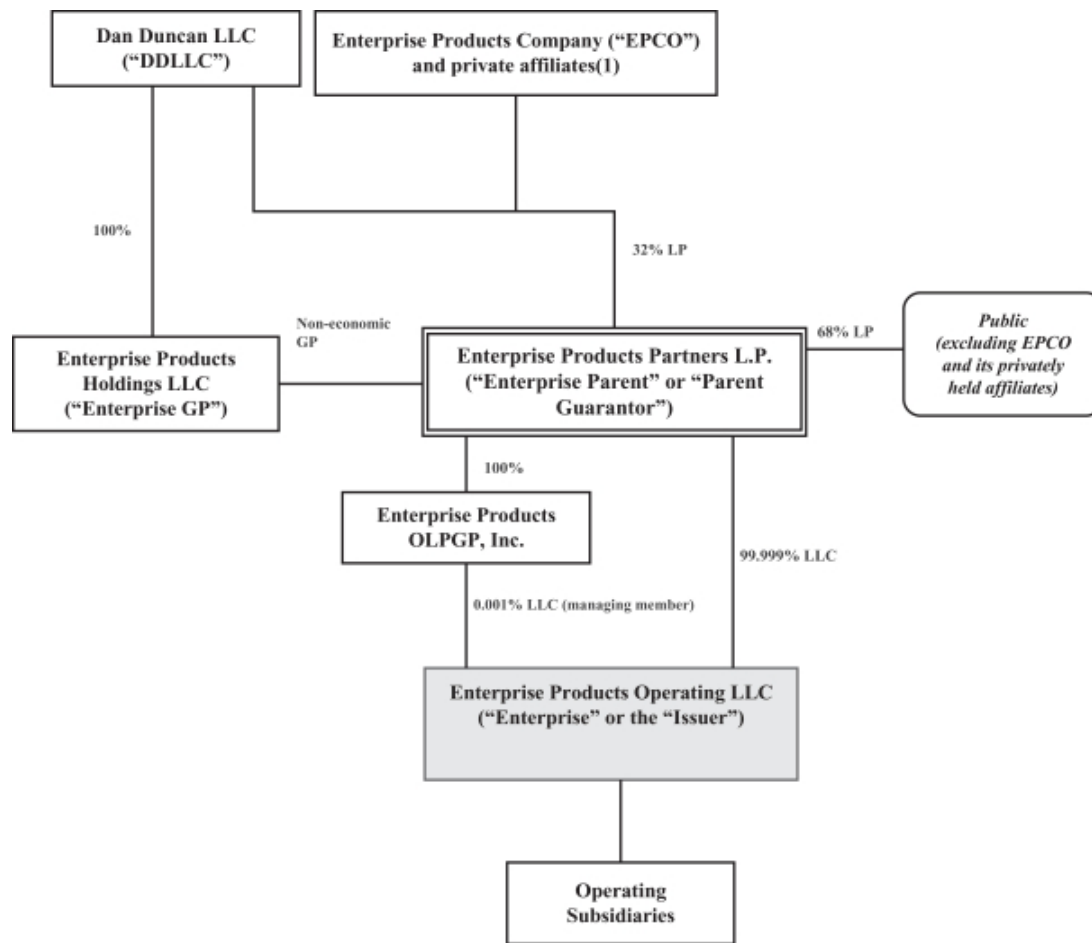 Dan Duncan LLC
(“DDLLC”)
Enterprise Products Company (“EPCO”)
and private affiliates(1)
100%
32% LP
Non-economic
GP
68% LP
Public
(excluding EPCO
and its privately
held affiliates)
Enterprise Products
Holdings LLC
(“Enterprise GP”)
Enterprise Products Partners L.P.
(“Enterprise Parent” or “Parent
Guarantor”)
100%
Enterprise Products
OLPGP, Inc.
99.999% LLC
0.001% LLC (managing member)
Enterprise Products Operating LLC
(“Enterprise” or the “Issuer”)
Operating
Subsidiaries